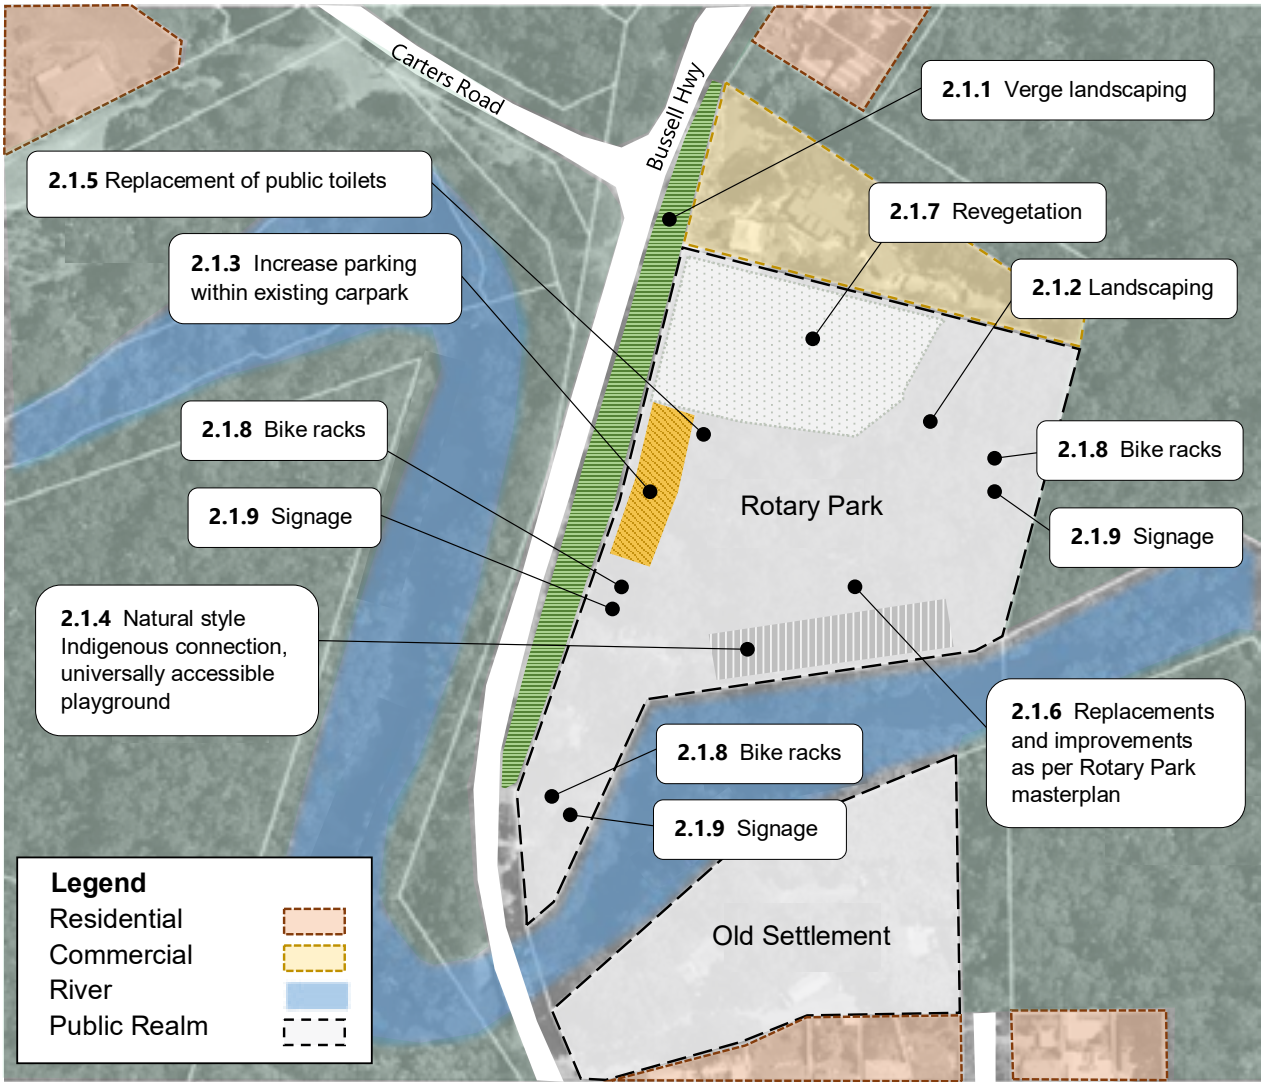 Carters Road
Bussell Hwy
2.1.1 Verge landscaping
2.1.5 Replacement of public toilets
2.1.7 Revegetation
2.1.3 Increase parking
within existing carpark
2.1.2 Landscaping
2.1.8 Bike racks
2.1.8 Bike racks
2.1.9 Signage
Rotary Park
2.1.9 Signage
2.1.4 Natural style
Indigenous connection,
universally accessible
playground
2.1.6 Replacements
and improvements
as per Rotary Park
masterplan
2.1.8 Bike racks
2.1.9 Signage
Old Settlement
Legend
Residential
Commercial
River
Public Realm